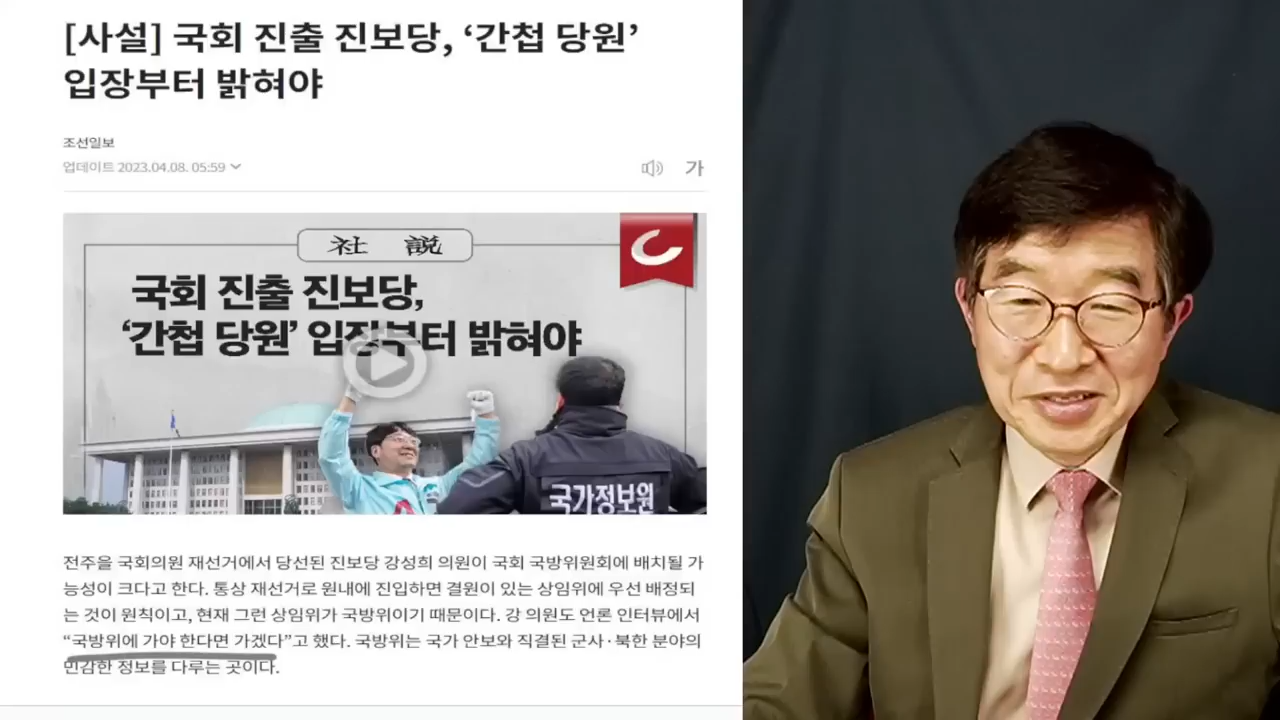 [사설] 국회 진출 진보당, ‘간첩 당원’
입장부터 밝혀야
조선일보
업데이트 2023.04.08. 05:59
가
社 說
국회 진출 진보당,
‘간첩 당원’ 입장부터 밝혀야
국가정보원
전주을 국회의원 재선거에서 당선된 진보당 강성희 의원이 국회 국방위원회에 배치될 가
능성이 크다고 한다. 통상 재선거로 원내에 진입하면 결원이 있는 상임위에 우선 배정되
는 것이 원칙이고, 현재 그런 상임위가 국방위이기 때문이다. 강 의원도 언론 인터뷰에서
“국방위에 가야 한다면 가겠다”고 했다. 국방위는 국가 안보와 직결된 군사·북한 분야의
민감한 정보를 다루는 곳이다.